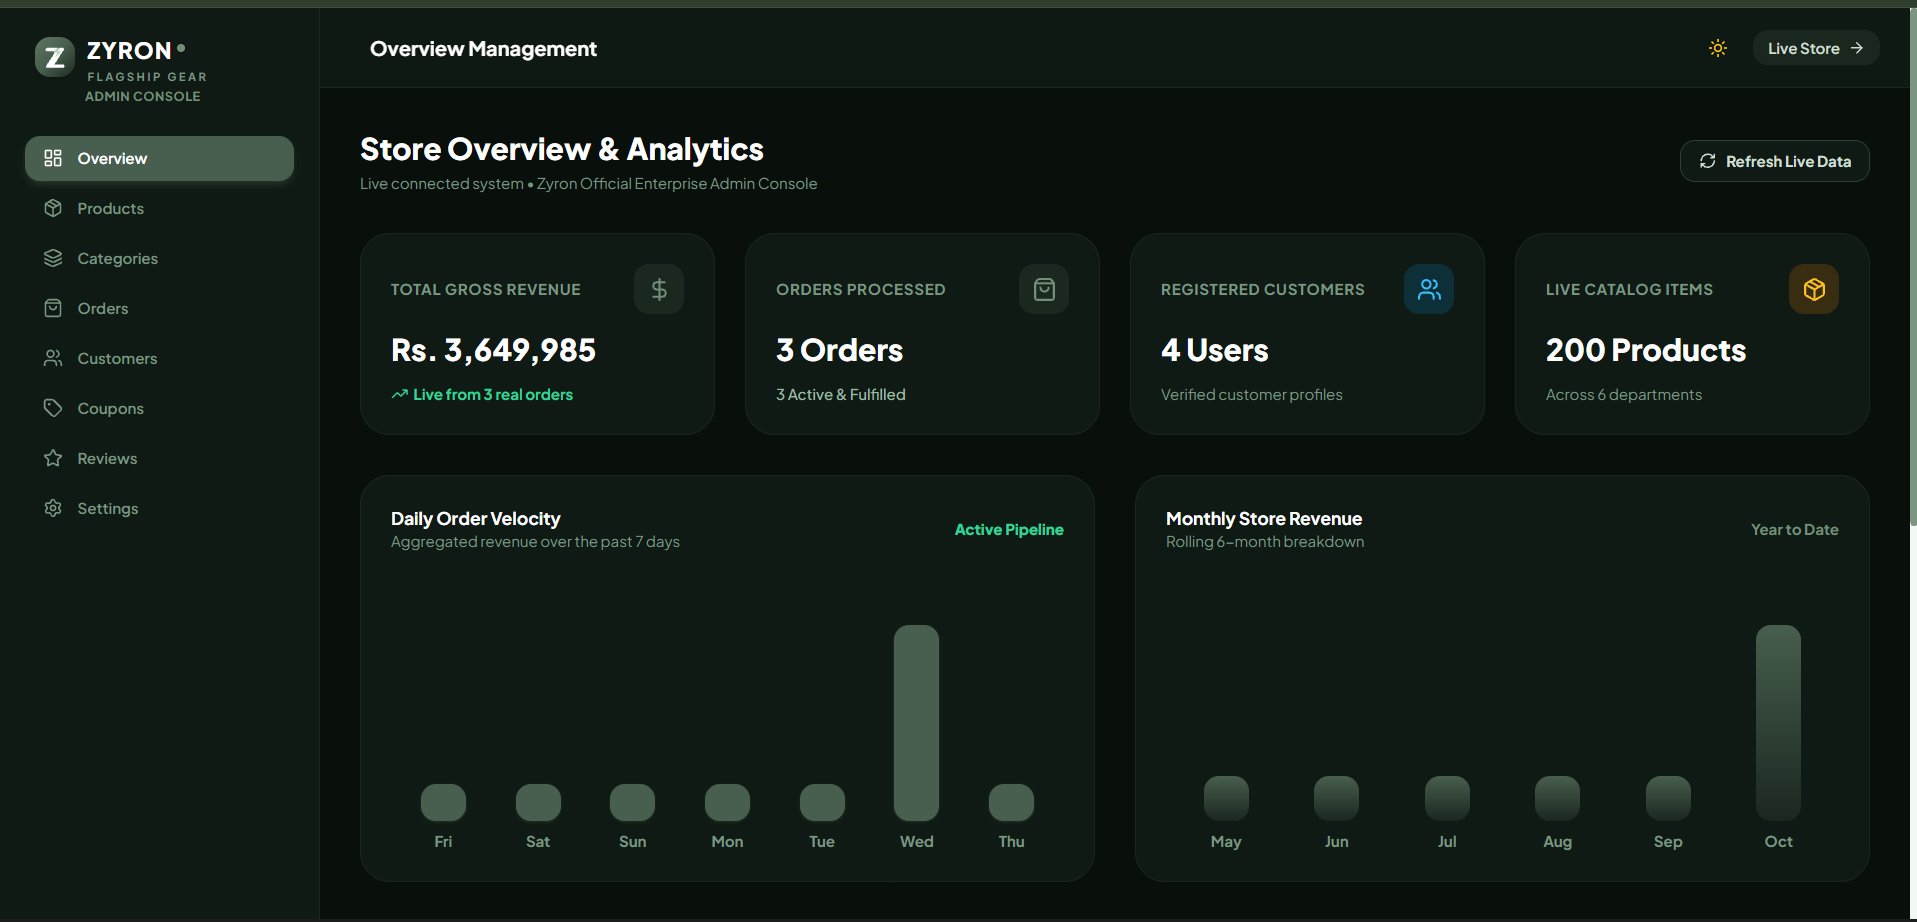 ZYRON
FLAGSHIP GEAR
ADMIN CONSOLE
Overview
Products
Categories
Orders
Customers
Coupons
Reviews
Settings
Overview Management
Live Store →
Store Overview & Analytics
Live connected system • Zyron Official Enterprise Admin Console
Refresh Live Data
TOTAL GROSS REVENUE
Rs. 3,649,985
Live from 3 real orders
ORDERS PROCESSED
3 Orders
3 Active & Fulfilled
REGISTERED CUSTOMERS
4 Users
Verified customer profiles
LIVE CATALOG ITEMS
200 Products
Across 6 departments
Daily Order Velocity
Aggregated revenue over the past 7 days
Active Pipeline
Fri Sat Sun Mon Tue Wed Thu
Monthly Store Revenue
Rolling 6-month breakdown
Year to Date
May Jun Jul Aug Sep Oct